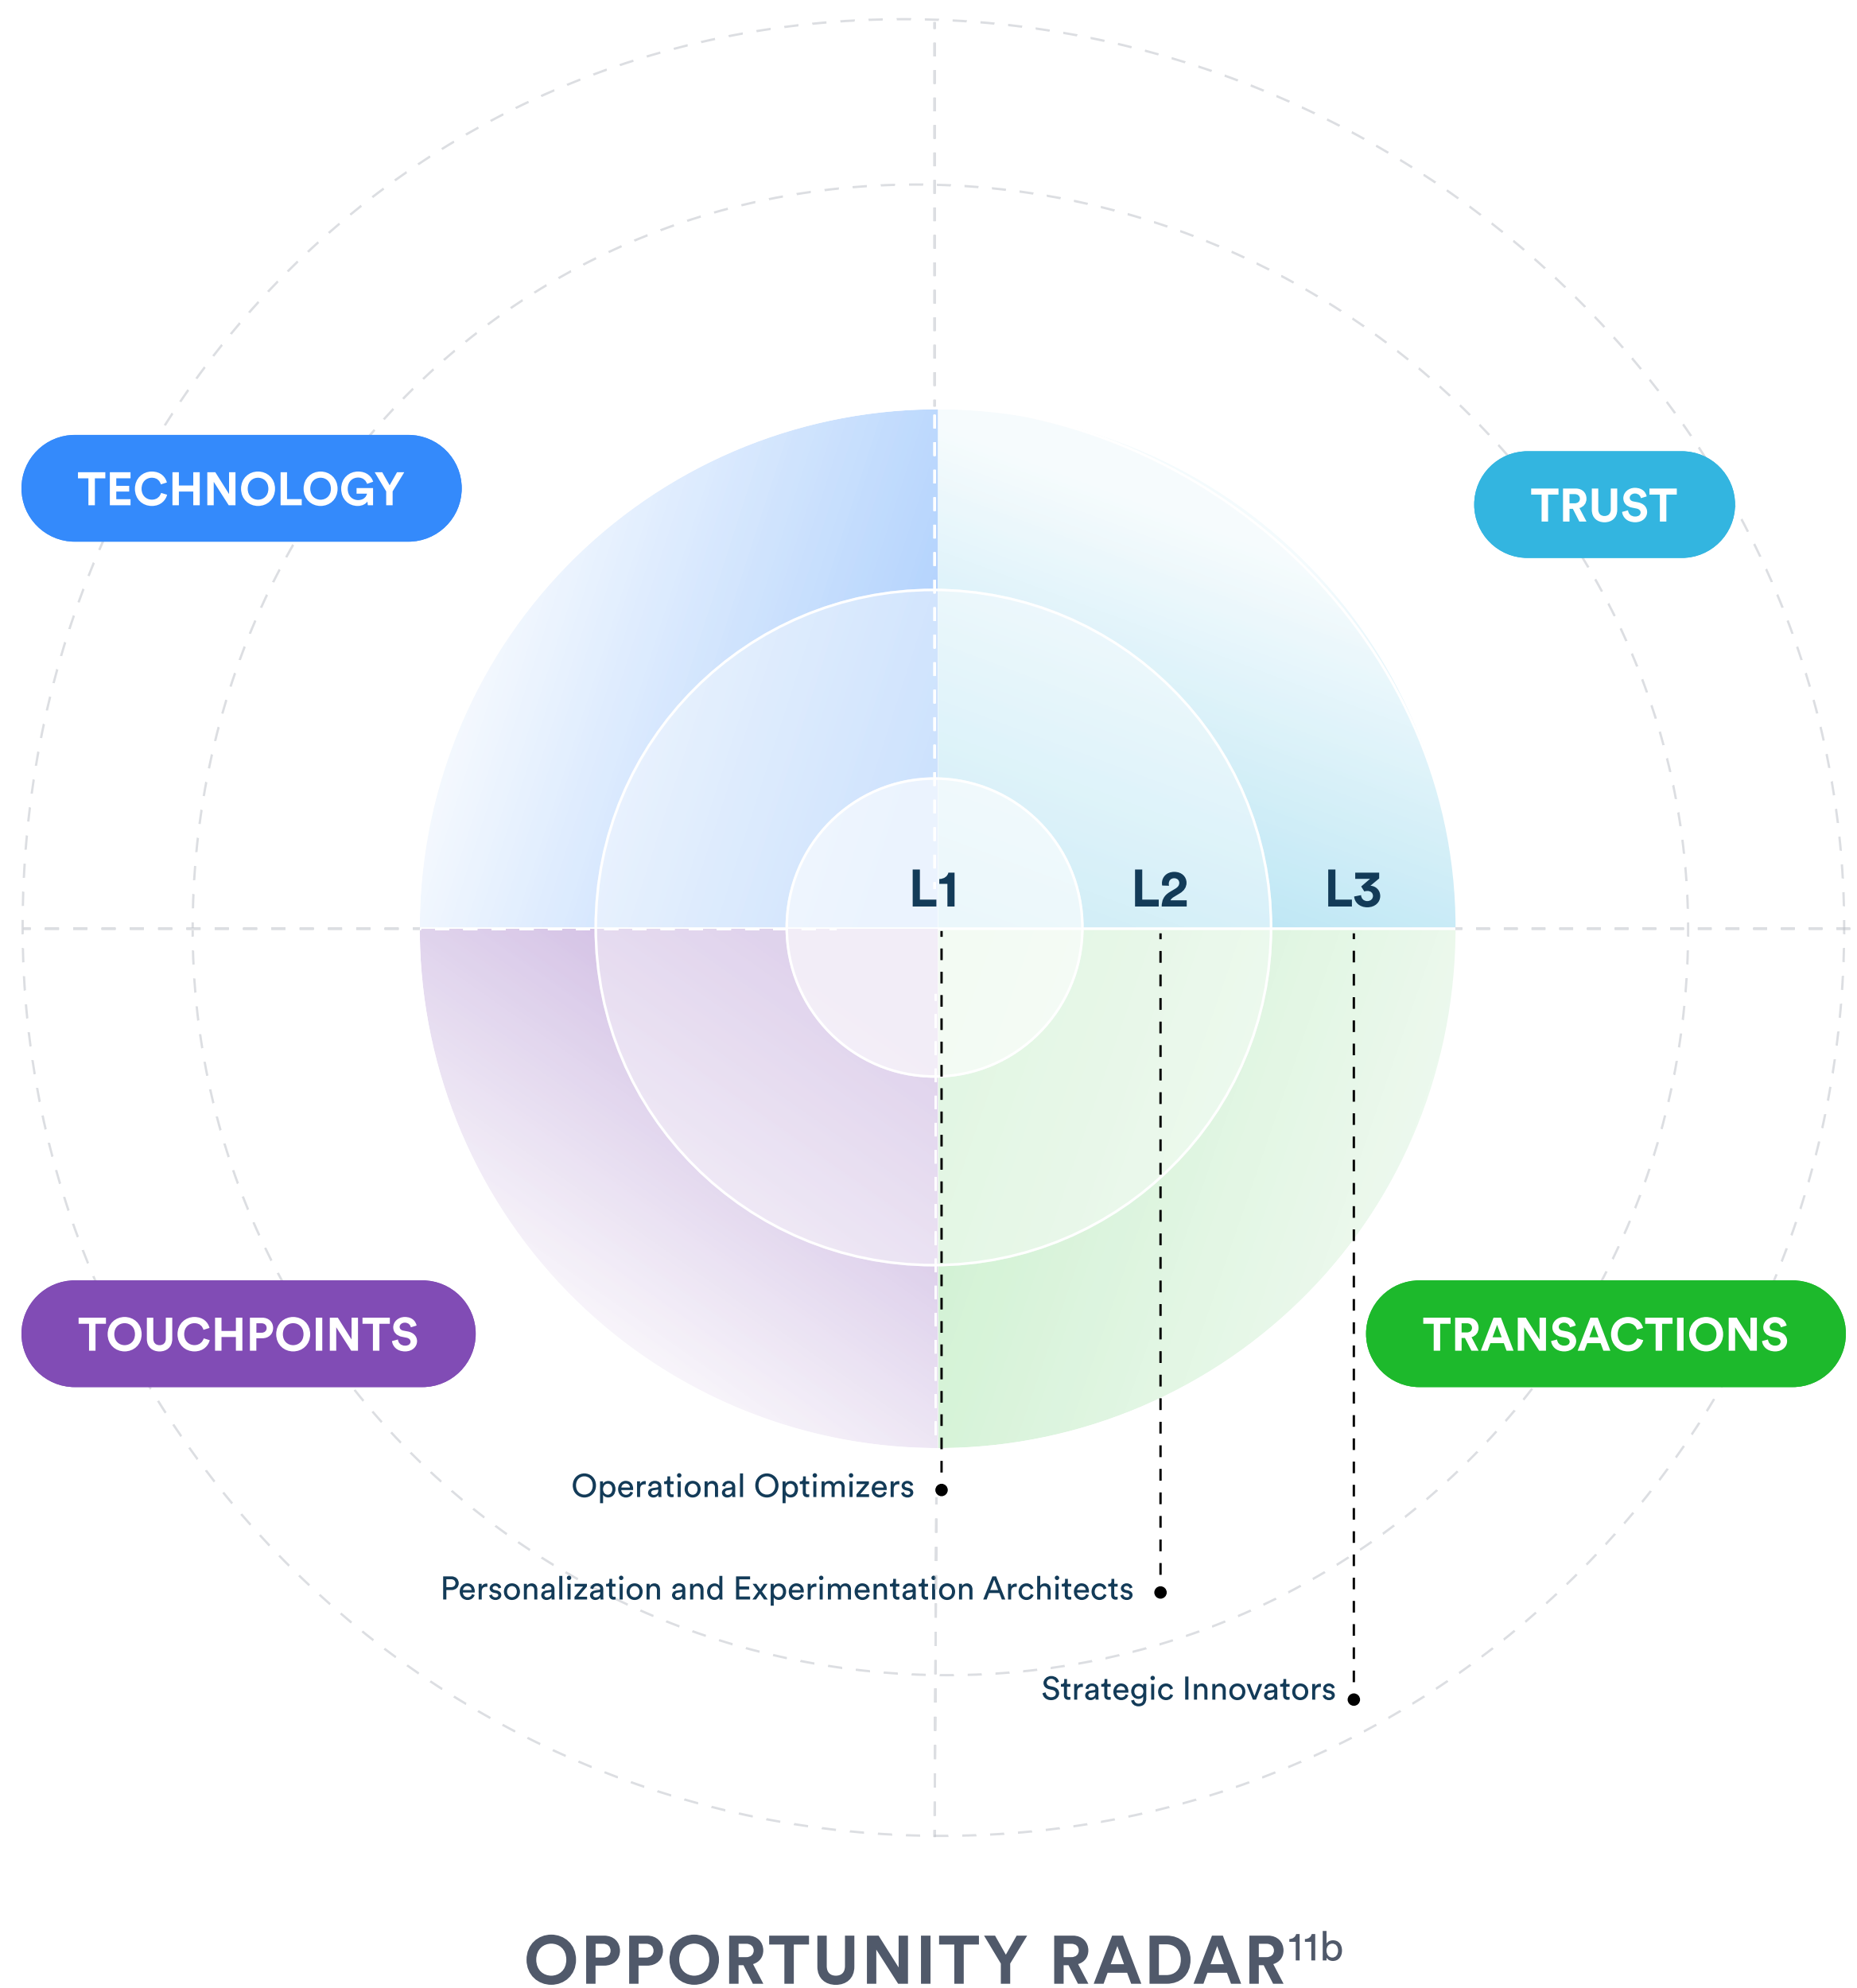 TECHNOLOGY
TRUST
L1
L2
L3
TOUCHPOINTS
TRANSACTIONS
Operational Optimizers
Personalization and Experimentation Architects
Strategic Innovators
OPPORTUNITY RADAR11b